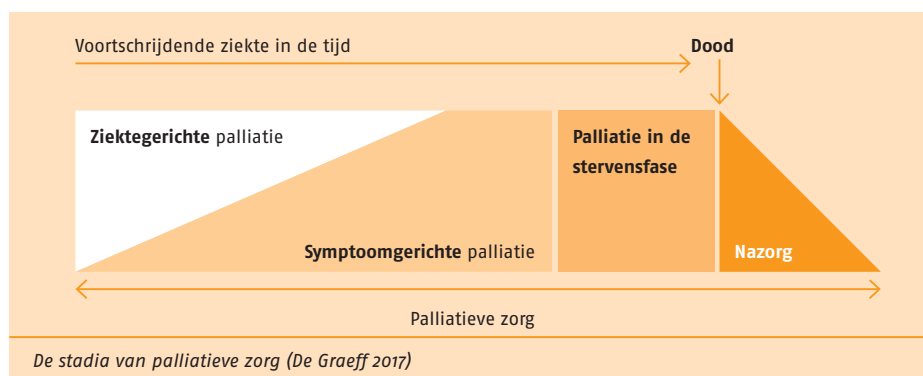 Voortschrijdende ziekte in de tijd
Dood
Ziektegerichte palliatie
Palliatie in de
stervensfase
Symptoomgerichte palliatie
Nazorg
Palliatieve zorg
De stadia van palliatieve zorg (De Graeff 2017)